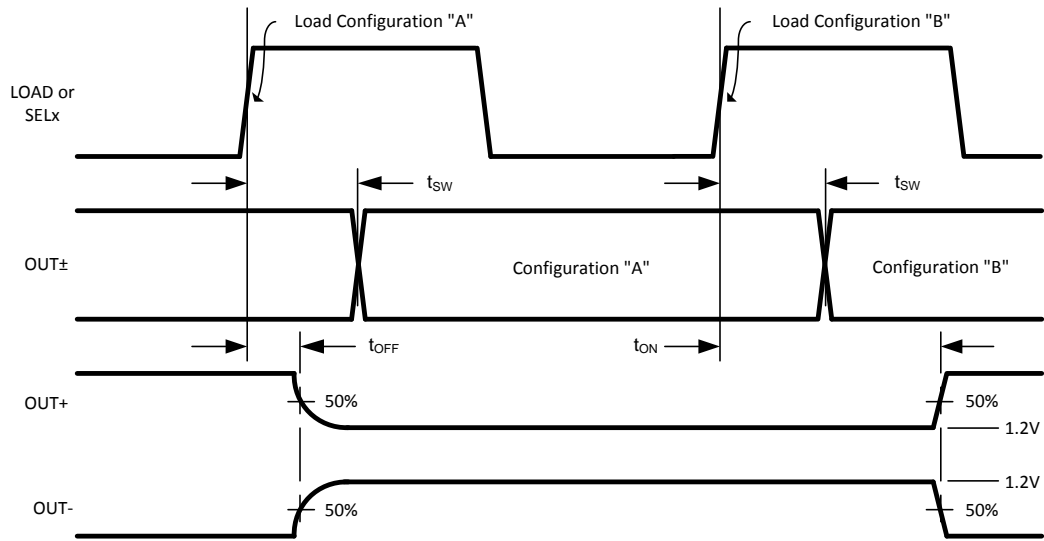 Load Configuration "A"
Load Configuration "B"
LOAD or
SELx
tSW
tSW
OUT±
Configuration "A"
Configuration "B"
tOFF
tON
OUT+
50%
50%
1.2V
1.2V
OUT-
50%
50%